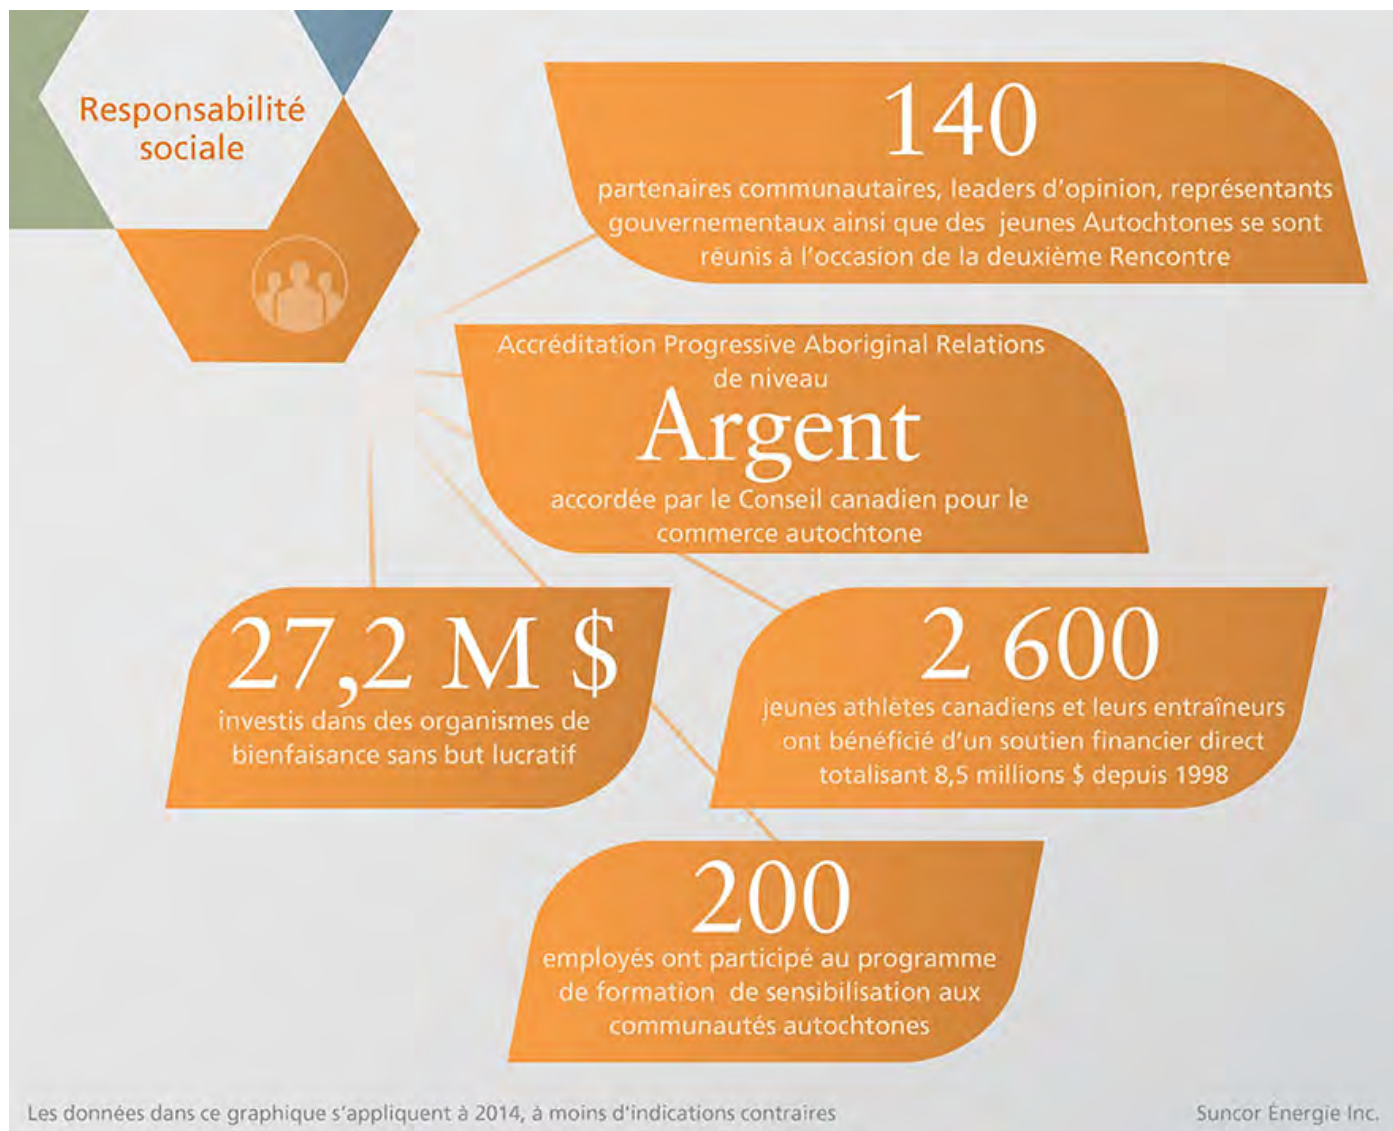 Responsabilité
sociale
140
partenaires communautaires, leaders d'opinion, représentants
gouvernementaux ainsi que des jeunes Autochtones se sont
réunis à l'occasion de la deuxième Rencontre
Accréditation Progressive Aboriginal Relations
de niveau
Argent
accordée par le Conseil canadien pour le
commerce autochtone
27,2 M $
investis dans des organismes de
bienfaisance sans but lucratif
2 600
jeunes athlètes canadiens et leurs entraîneurs
ont bénéficié d'un soutien financier direct
totalisant 8,5 millions $ depuis 1998
200
employés ont participé au programme
de formation de sensibilisation aux
communautés autochtones
Les données dans ce graphique s'appliquent à 2014, à moins d'indications contraires
Suncor Énergie Inc.